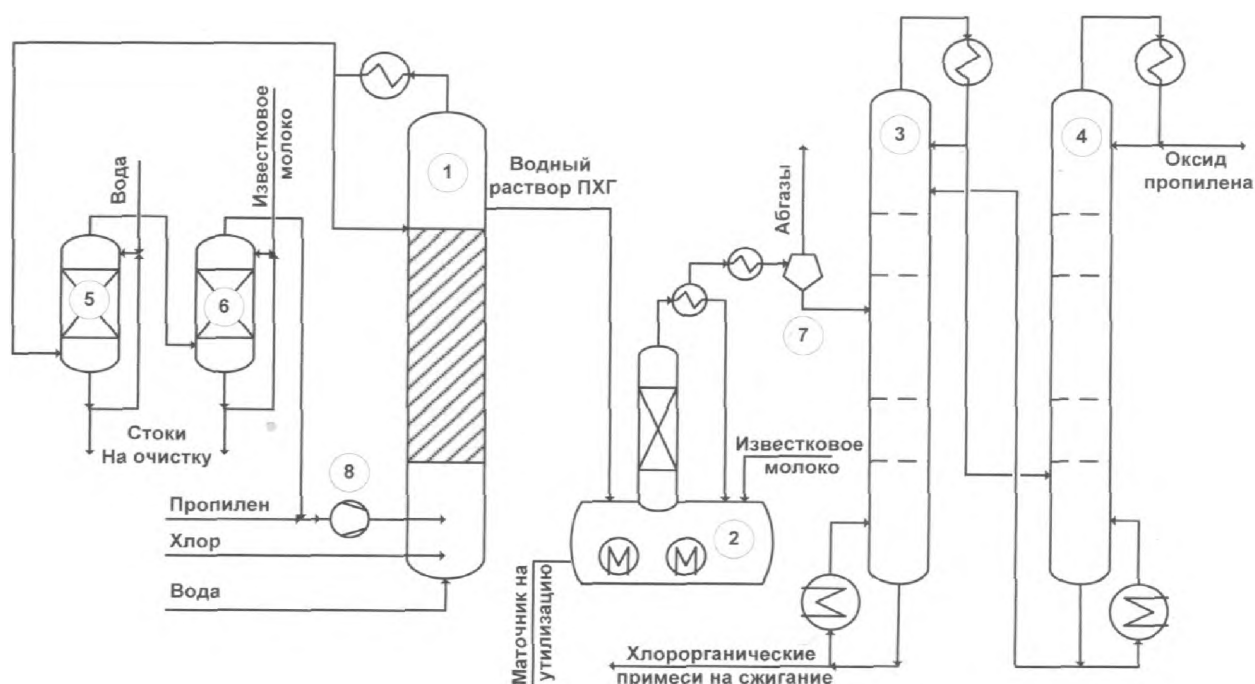 3
4
1
Водный
раствор ПХГ
Оксид
пропилена
Вода
Известковое
молоко
Абгазы
5
6
7
Стоки
На очистку
8
Пропилен
Хлор
Вода
Известковое
молоко
2
Маточник на
утилизацию
Хлорорганические
примеси на сжигание